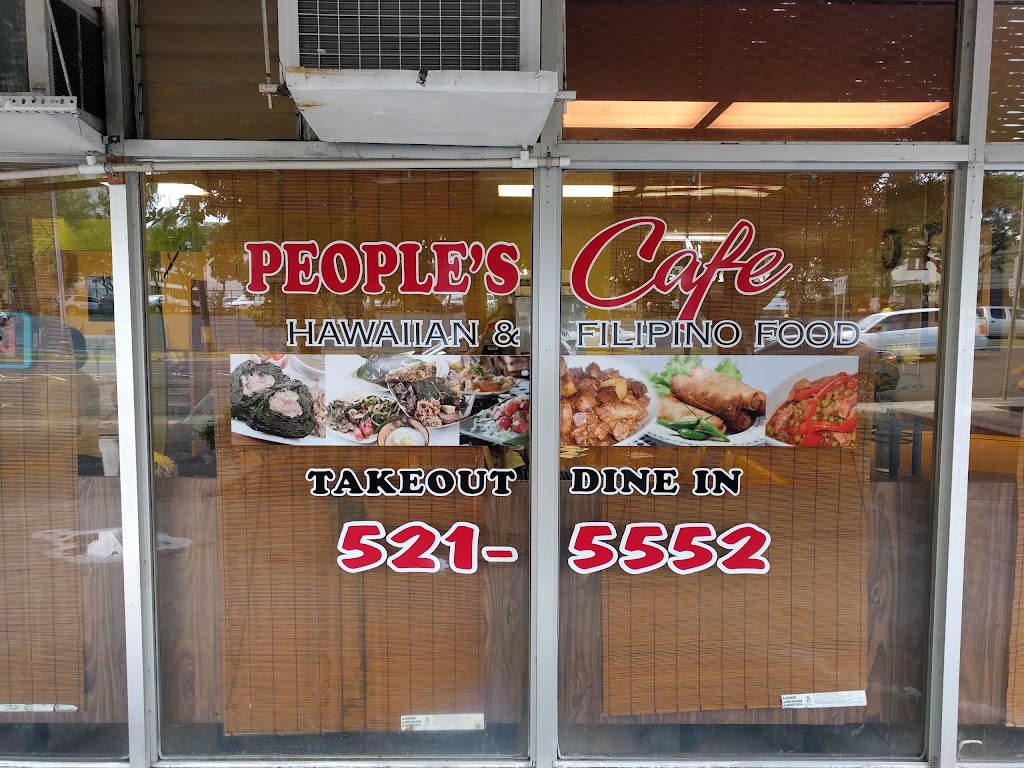 PEOPLE'S Cafe
HAWAIIAN & FILIPINO FOOD
TAKEOUT DINE IN
521-5552